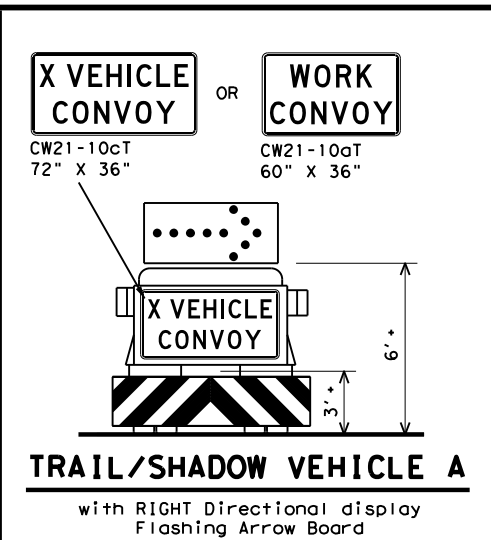 X VEHICLE
CONVOY
OR
WORK
CONVOY
CW21-10cT
72" X 36"
CW21-10aT
60" X 36"
X VEHICLE
CONVOY
6'+
3'+
TRAIL/SHADOW VEHICLE A
with RIGHT Directional display
Flashing Arrow Board